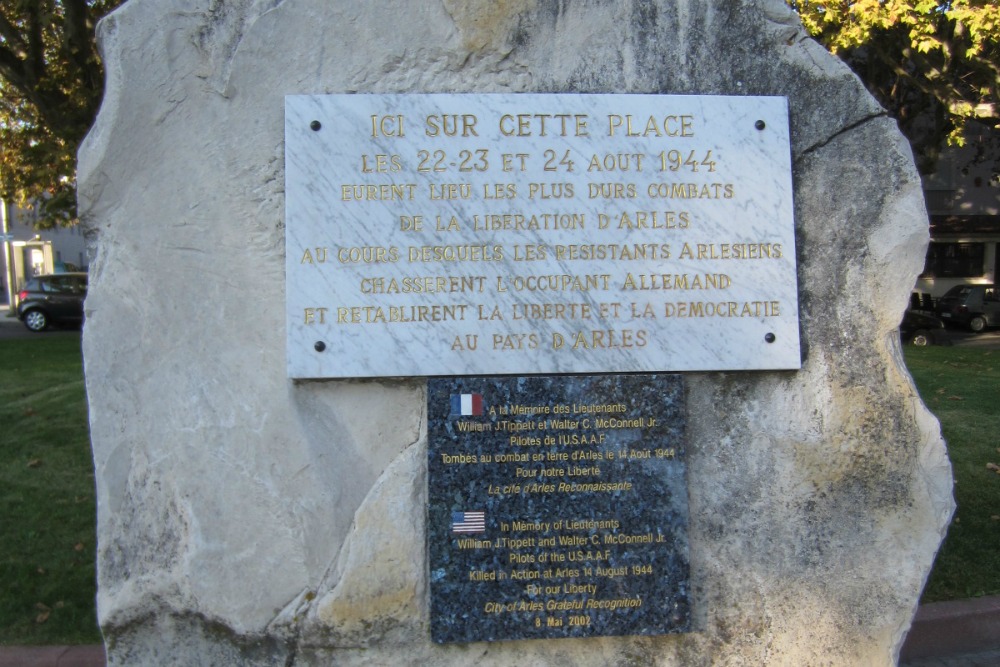 ICI SUR CETTE PLACE
LES 22-23 ET 24 AOUT 1944
EURENT LIEU LES PLUS DURS COMBATS
DE LA LIBERATION D'ARLES
AU COURS DESQUELS LES RESISTANTS ARLESIENS
CHASSERENT L'OCCUPANT ALLEMAND
ET RETABLIRENT LA LIBERTE ET LA DEMOCRATIE
AU PAYS D'ARLES
A la Mémoire des Lieutenants
William J.Tippett et Walter C. McConnell Jr.
Pilotes de l'U.S.A.A.F.
Tombés au combat en terre d'Arles le 14 Août 1944
Pour notre Liberté
La cité d'Arles Reconnaissante
In Memory of Lieutenants
William J.Tippett and Walter C. McConnell Jr.
Pilots of the U.S.A.A.F.
Killed in Action at Arles 14 August 1944
For our Liberty
City of Arles Grateful Recognition
8 Mai 2002